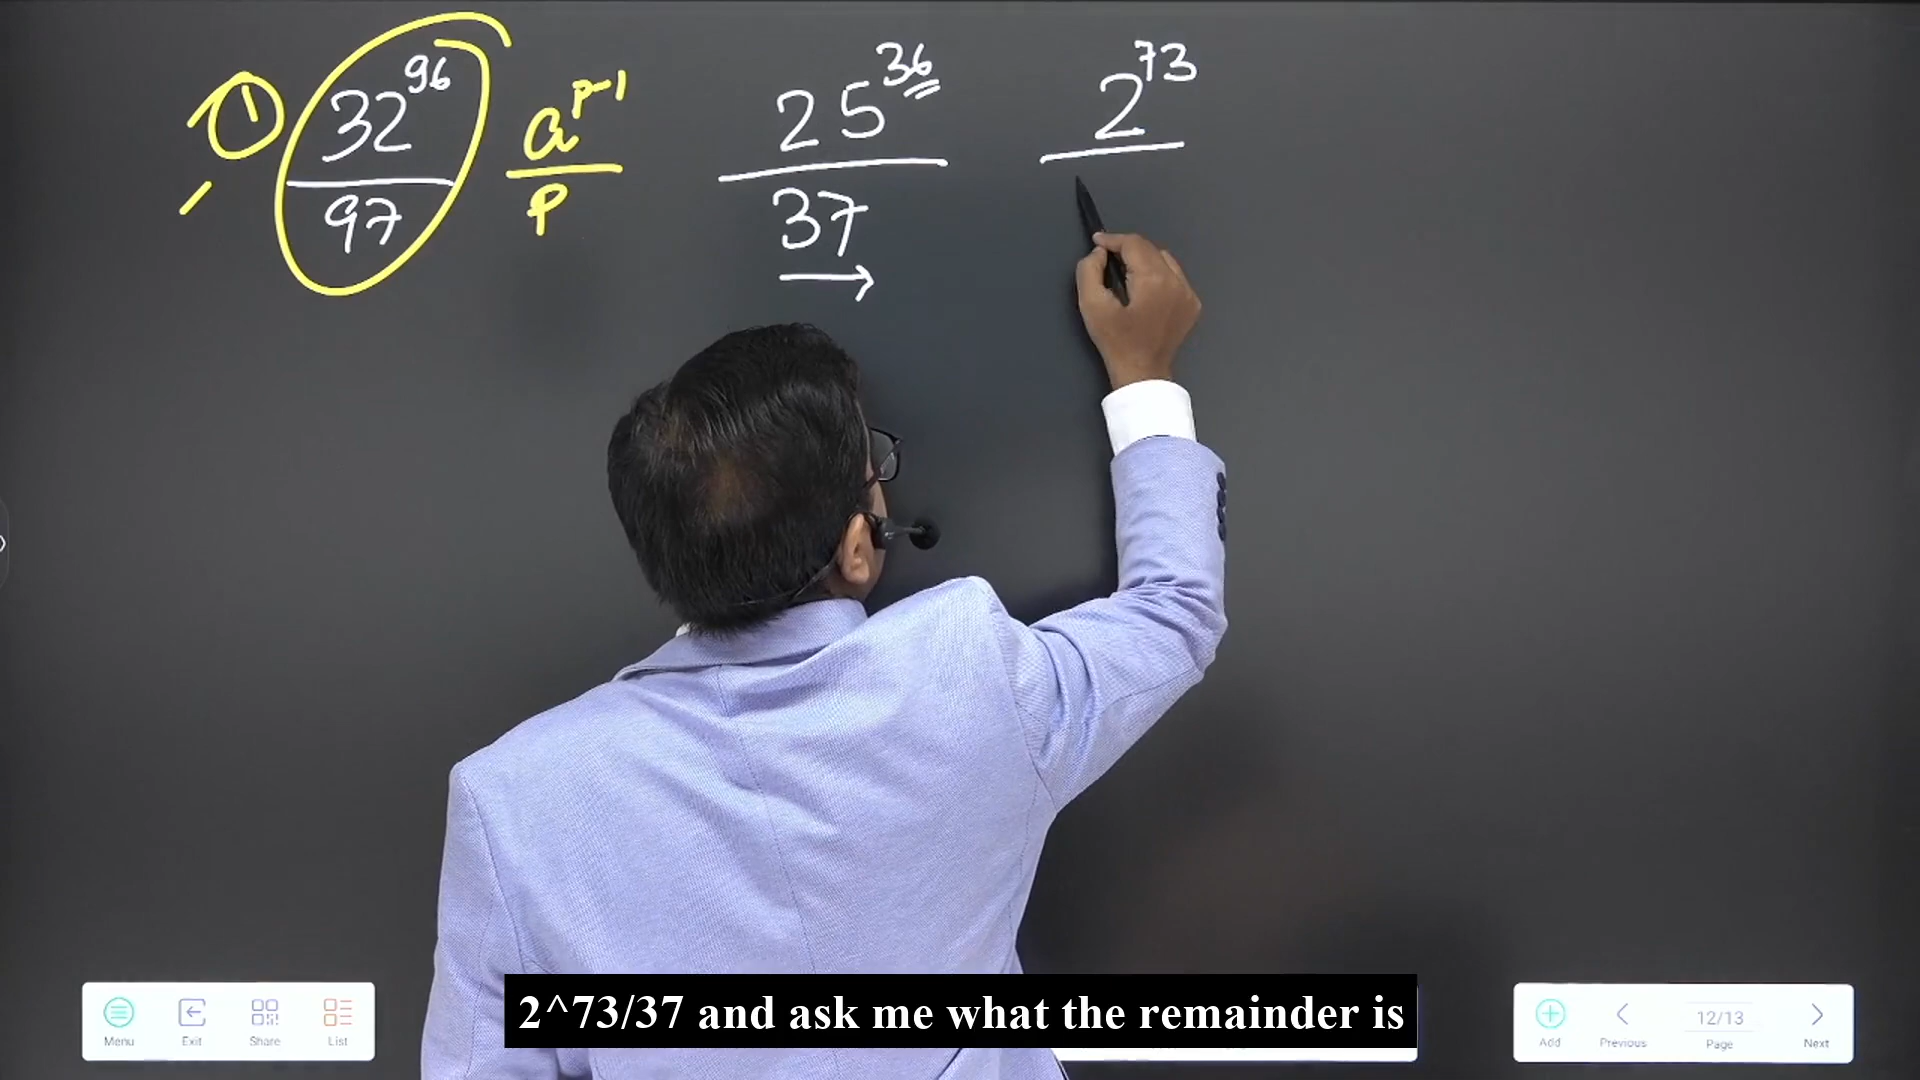 1
32^96
97
a^p-1
p
25^36
37
2^73
2^73/37 and ask me what the remainder is
Menu
Exit
Share
List
Add
Previous
12/13
Page
Next